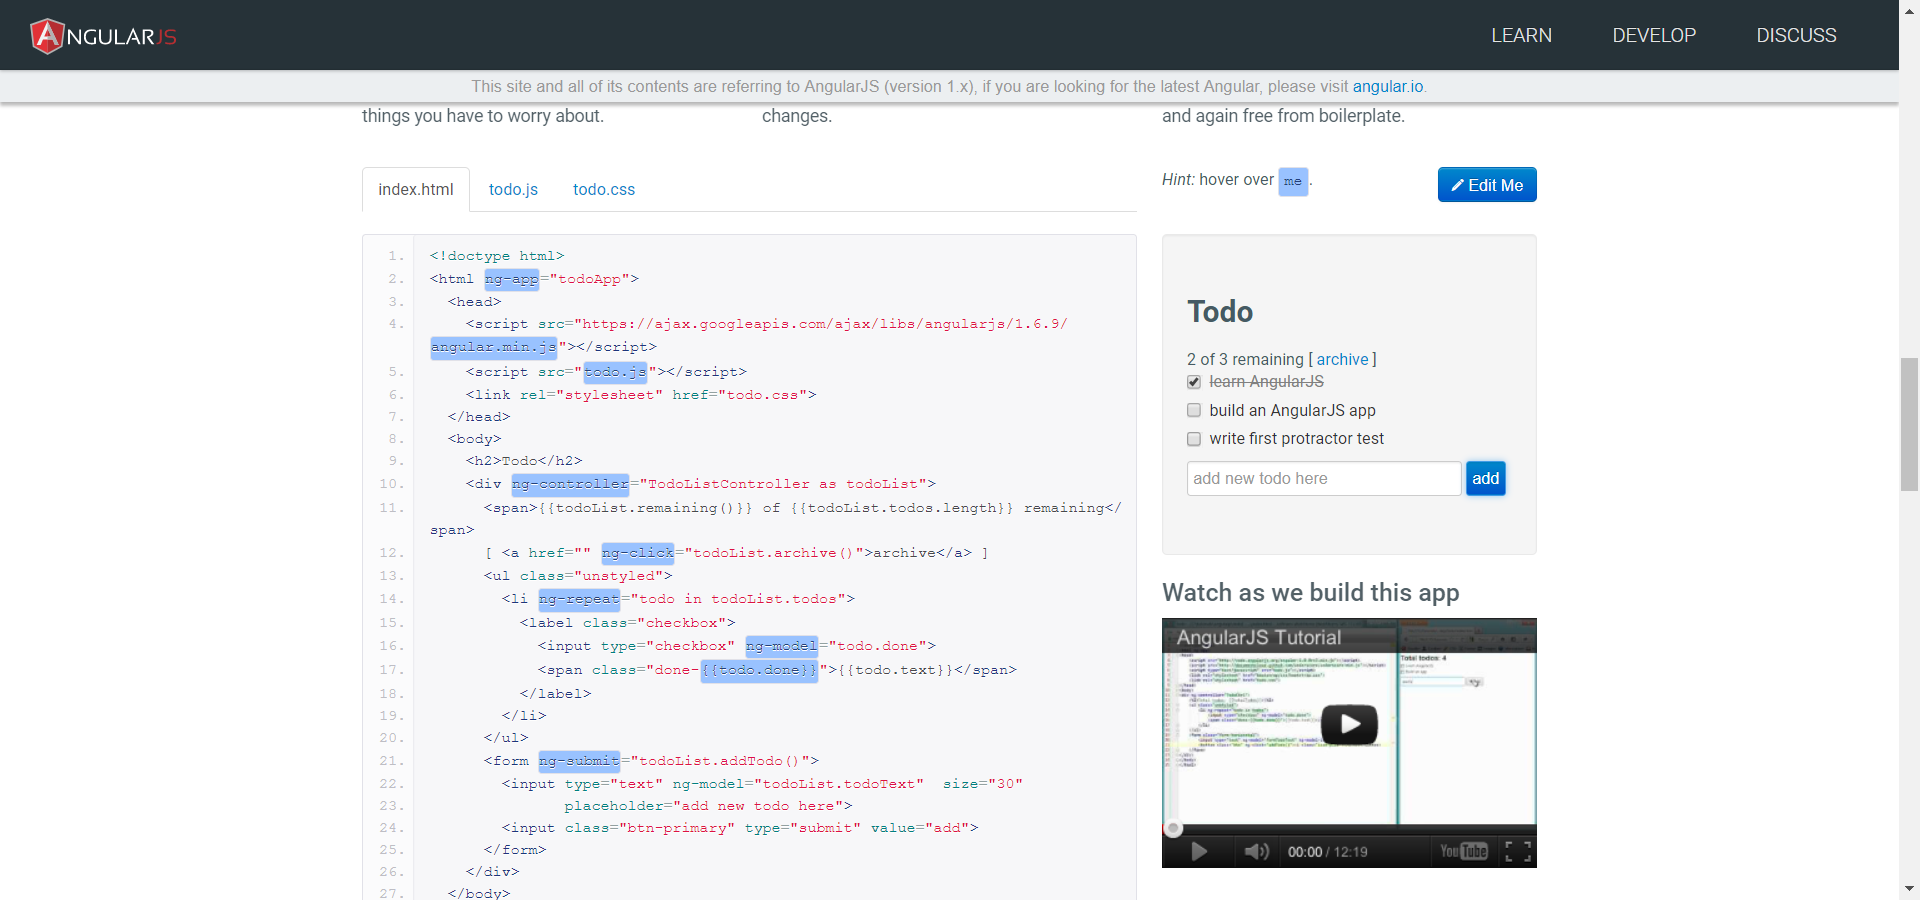 ANGULARJS
LEARN DEVELOP DISCUSS
This site and all of its contents are referring to AngularJS (version 1.x), if you are looking for the latest Angular, please visit angular.io.
things you have to worry about.
changes.
and again free from boilerplate.
index.html todo.js todo.css
1. <!doctype html>
2. <html ng-app="todoApp">
3.   <head>
4.     <script src="https://ajax.googleapis.com/ajax/libs/angularjs/1.6.9/
angular.min.js"></script>
5.     <script src="todo.js"></script>
6.     <link rel="stylesheet" href="todo.css">
7.   </head>
8.   <body>
9.     <h2>Todo</h2>
10.     <div ng-controller="TodoListController as todoList">
11.       <span>{{todoList.remaining()}} of {{todoList.todos.length}} remaining</
span>
12.       [ <a href="" ng-click="todoList.archive()">archive</a> ]
13.       <ul class="unstyled">
14.         <li ng-repeat="todo in todoList.todos">
15.           <label class="checkbox">
16.             <input type="checkbox" ng-model="todo.done">
17.             <span class="done-{{todo.done}}">{{todo.text}}</span>
18.           </label>
19.         </li>
20.       </ul>
21.       <form ng-submit="todoList.addTodo()">
22.         <input type="text" ng-model="todoList.todoText"  size="30"
23.                placeholder="add new todo here">
24.         <input class="btn-primary" type="submit" value="add">
25.       </form>
26.     </div>
27.   </body>
Hint: hover over me.
Edit Me
Todo
2 of 3 remaining [ archive ]
learn AngularJS
build an AngularJS app
write first protractor test
add new todo here add
Watch as we build this app
AngularJS Tutorial
Total todos: 4
00:00 / 12:19 YouTube